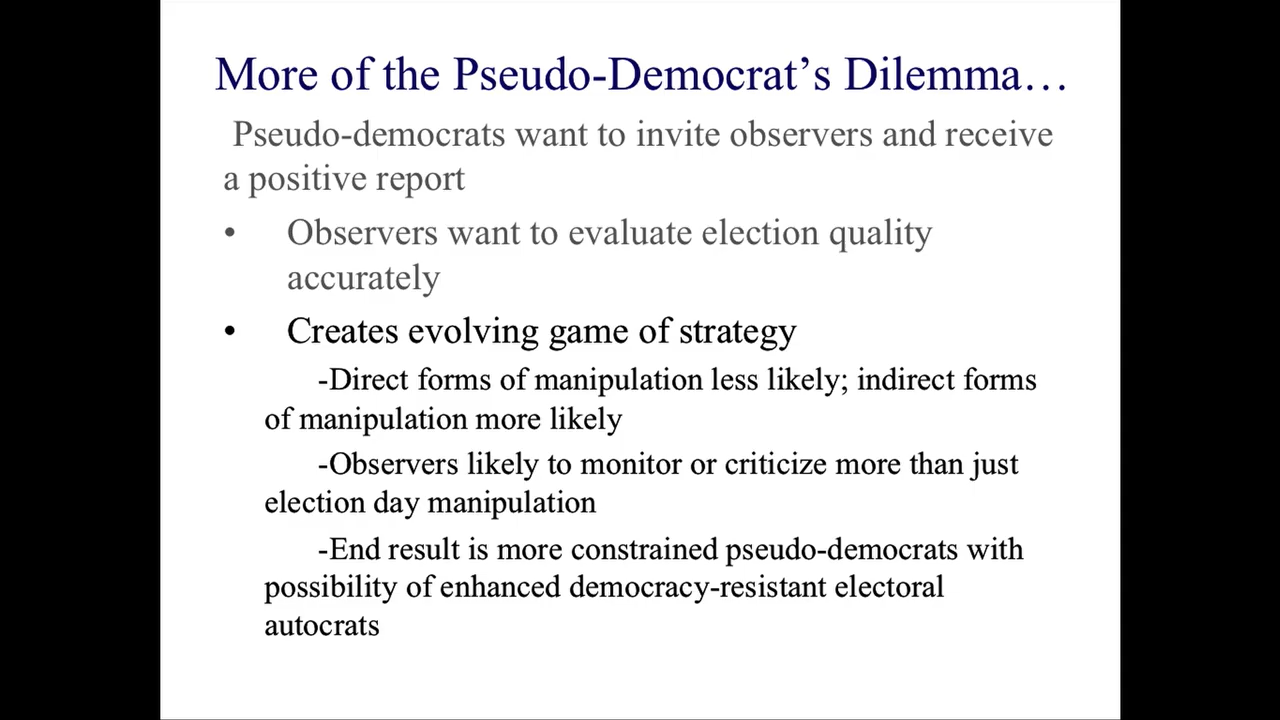 More of the Pseudo-Democrat’s Dilemma…
Pseudo-democrats want to invite observers and receive
a positive report
• Observers want to evaluate election quality
accurately
• Creates evolving game of strategy
-Direct forms of manipulation less likely; indirect forms
of manipulation more likely
-Observers likely to monitor or criticize more than just
election day manipulation
-End result is more constrained pseudo-democrats with
possibility of enhanced democracy-resistant electoral
autocrats